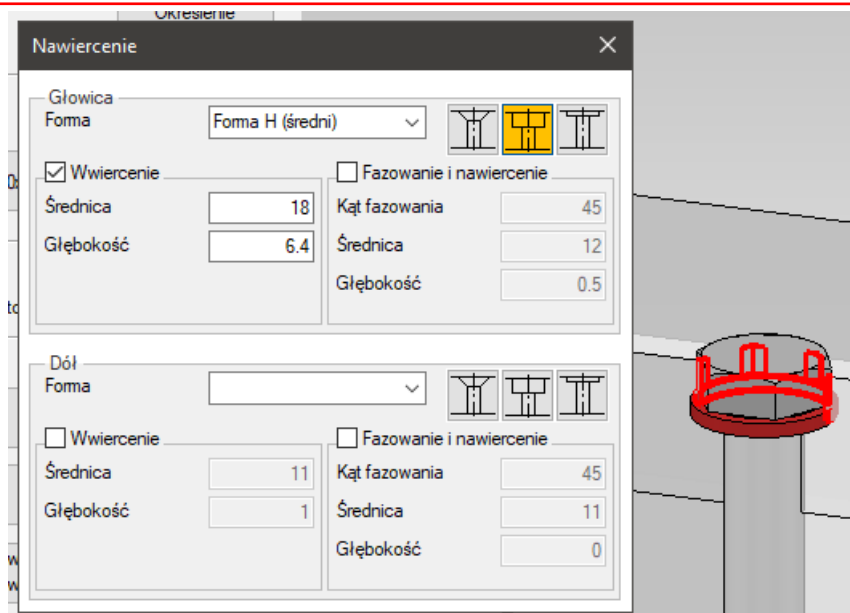 Określenie
Nawiercenie
Głowica
Forma Forma H (średni)
Wwiercenie Fazowanie i nawiercenie
Średnica 18 Kąt fazowania 45
Głębokość 6.4 Średnica 12
Głębokość 0.5
Dół
Forma
Wwiercenie Fazowanie i nawiercenie
Średnica 11 Kąt fazowania 45
Głębokość 1 Średnica 11
Głębokość 0